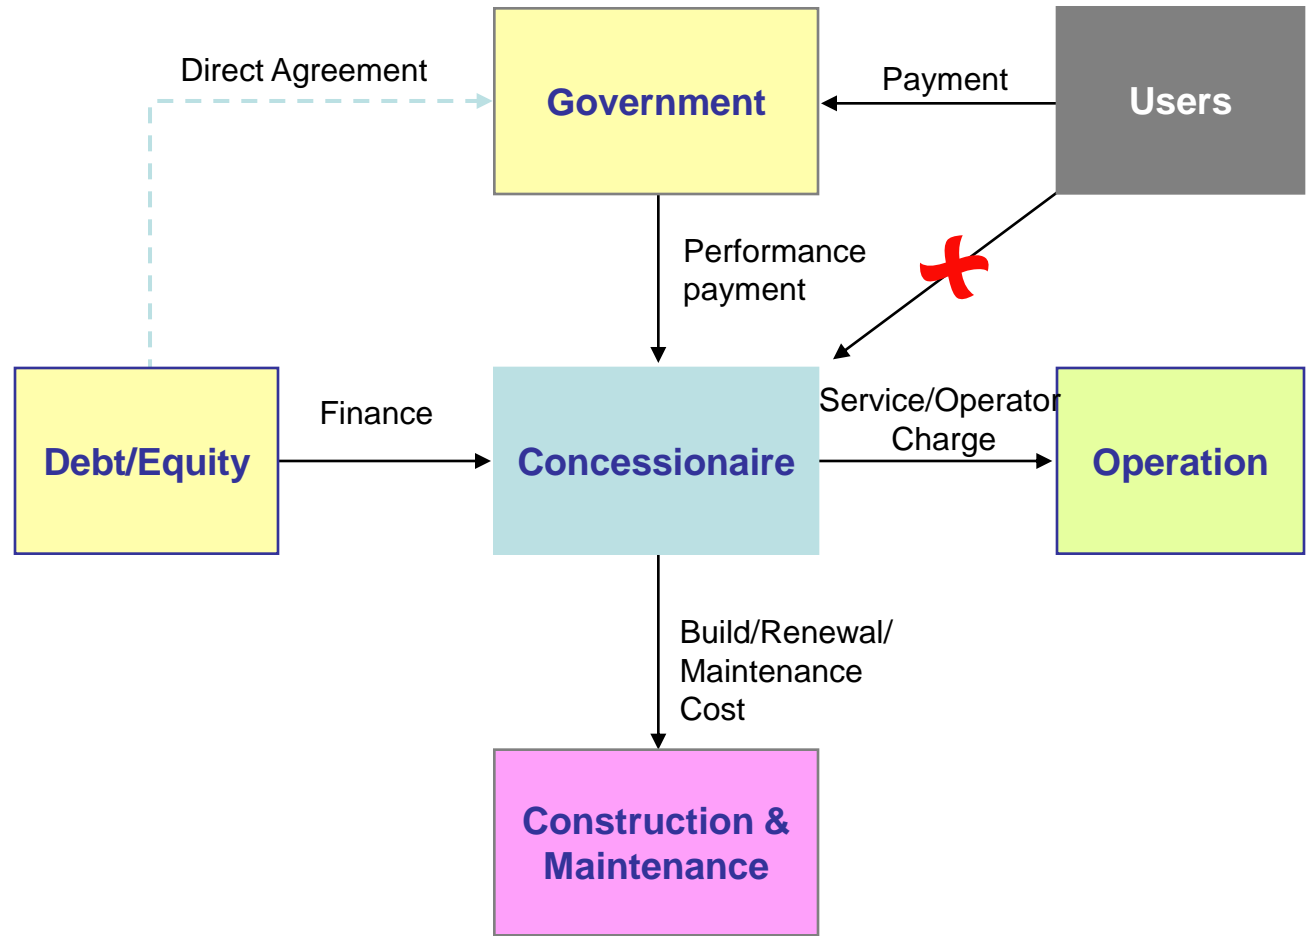 Direct Agreement
Government
Payment
Users
Performance
payment
Debt/Equity
Finance
Concessionaire
Service/Operator
Charge
Operation
Build/Renewal/
Maintenance
Cost
Construction &
Maintenance